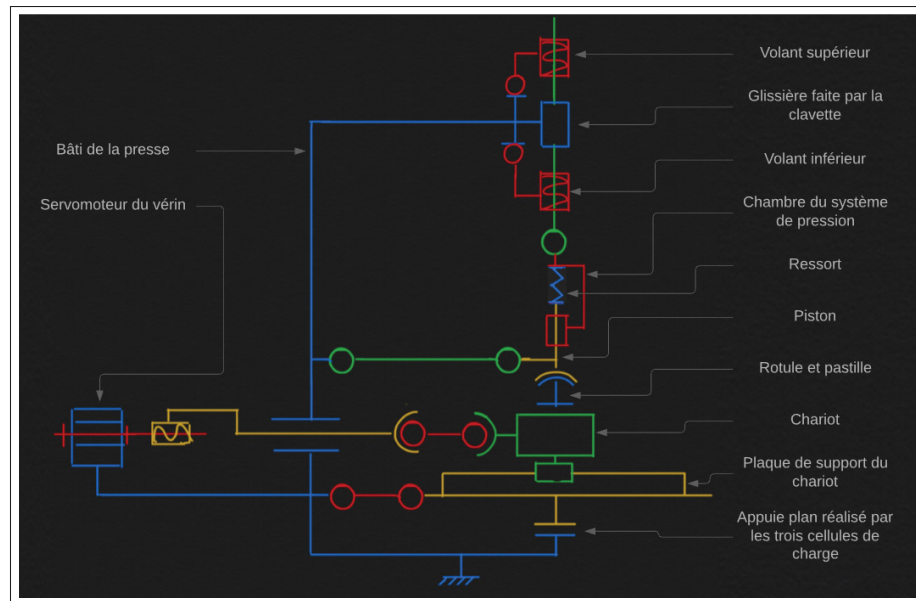 Volant supérieur
Glissière faite par la
clavette
Bâti de la presse
Volant inférieur
Servomoteur du vérin
Chambre du système
de pression
Ressort
Piston
Rotule et pastille
Chariot
Plaque de support du
chariot
Appuie plan réalisé par
les trois cellules de
charge